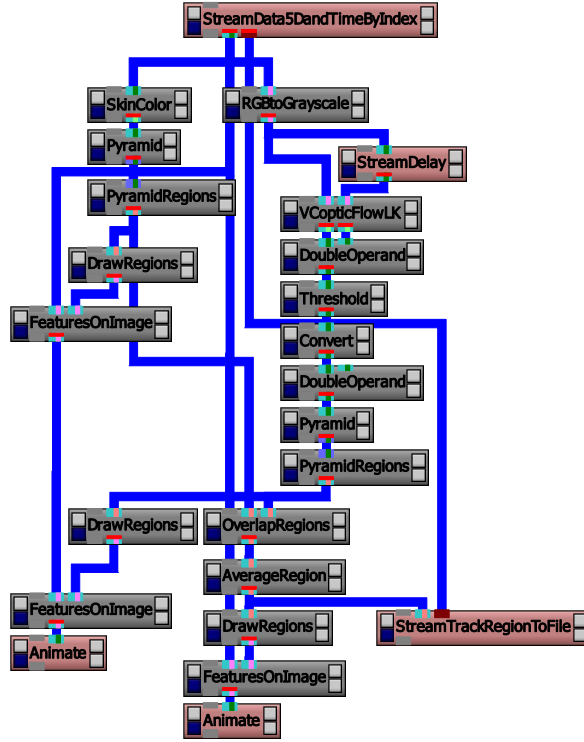 StreamData5DandTimeByIndex
SkinColor
RGBtoGrayscale
Pyramid
StreamDelay
PyramidRegions
VCopticFlowLK
DoubleOperand
DrawRegions
Threshold
FeaturesOnImage
Convert
DoubleOperand
Pyramid
PyramidRegions
DrawRegions
OverlapRegions
AverageRegion
FeaturesOnImage
DrawRegions
StreamTrackRegionToFile
Animate
FeaturesOnImage
Animate